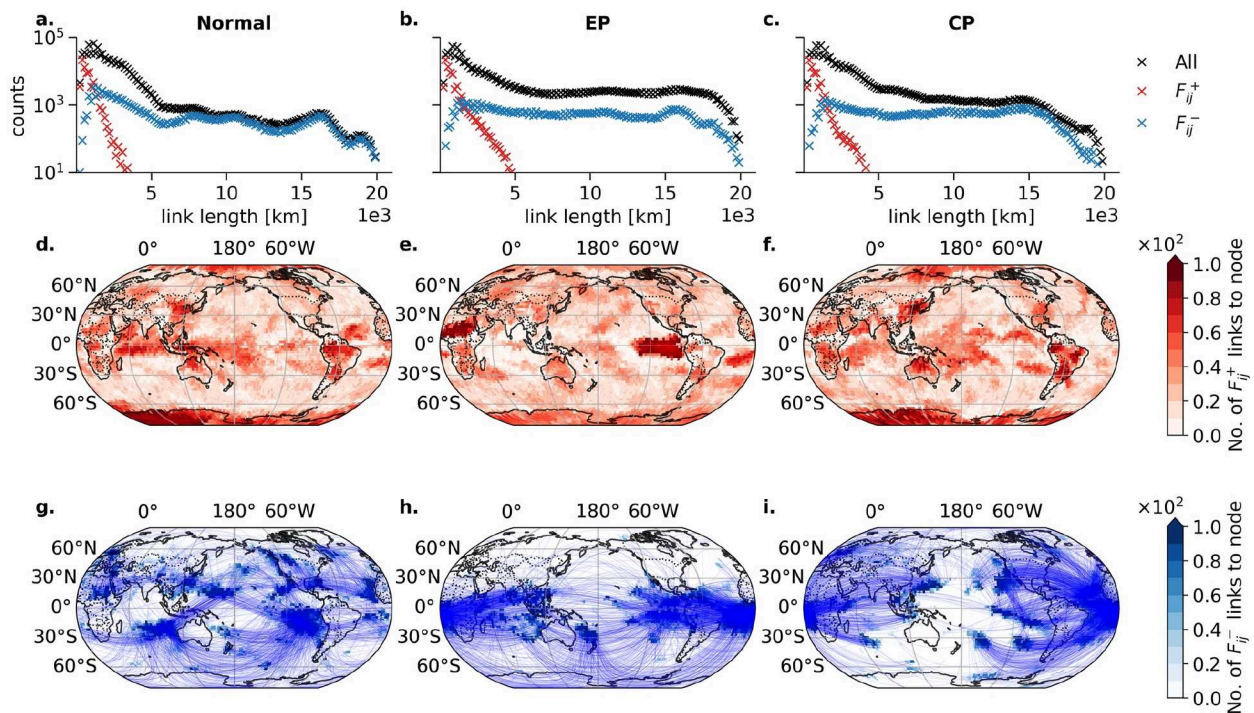 a. Normal b. EP c. CP
10^5
10^3
10^1
counts
5 10 15 20 5 10 15 20 5 10 15 20
link length [km] 1e3 link length [km] 1e3 link length [km] 1e3
All
F_ij^+
F_ij^-
d. 0° 180° 60°W e. 0° 180° 60°W f. 0° 180° 60°W
60°N 60°N 60°N
30°N 30°N 30°N
0° 0° 0°
30°S 30°S 30°S
60°S 60°S 60°S
×10^2
1.0
0.8
0.6
0.4
0.2
0.0
No. of F_ij^+ links to node
g. 0° 180° 60°W h. 0° 180° 60°W i. 0° 180° 60°W
60°N 60°N 60°N
30°N 30°N 30°N
0° 0° 0°
30°S 30°S 30°S
60°S 60°S 60°S
×10^2
1.0
0.8
0.6
0.4
0.2
0.0
No. of F_ij^- links to node